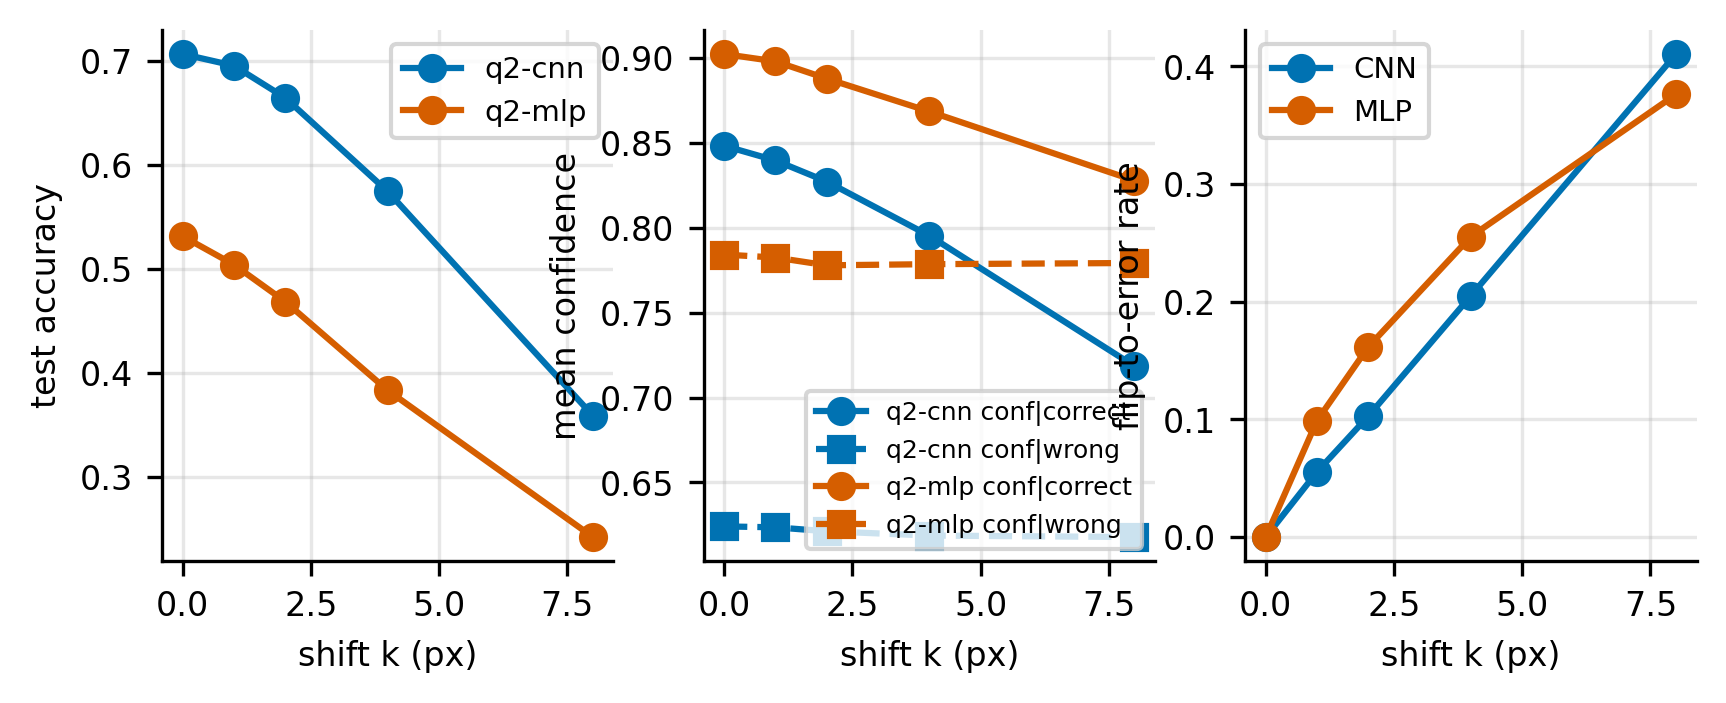 test accuracy
0.7
0.6
0.5
0.4
0.3
q2-cnn
q2-mlp
0.0
2.5
5.0
7.5
shift k (px)
mean confidence
0.90
0.85
0.80
0.75
0.70
0.65
q2-cnn conf|correct
q2-cnn conf|wrong
q2-mlp conf|correct
q2-mlp conf|wrong
0.0
2.5
5.0
7.5
shift k (px)
flip-to-error rate
0.4
0.3
0.2
0.1
0.0
CNN
MLP
0.0
2.5
5.0
7.5
shift k (px)